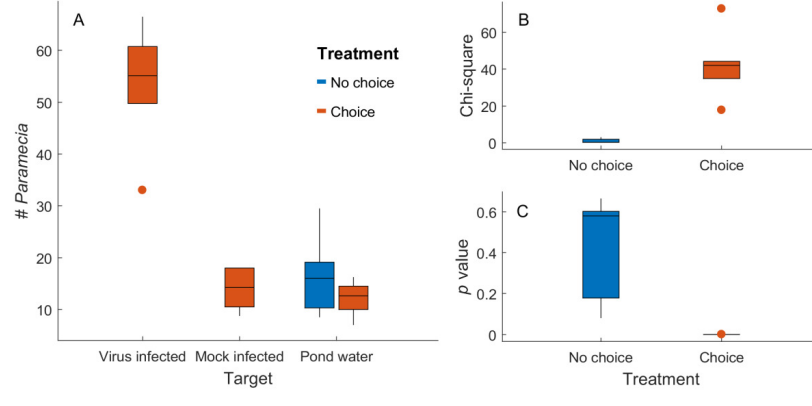 A
60
50
40
30
20
10
# Paramecia
Treatment
No choice
Choice
Virus infected Mock infected Pond water
Target
B
60
40
20
0
Chi-square
No choice Choice
C
0.6
0.4
0.2
0
p value
No choice Choice
Treatment